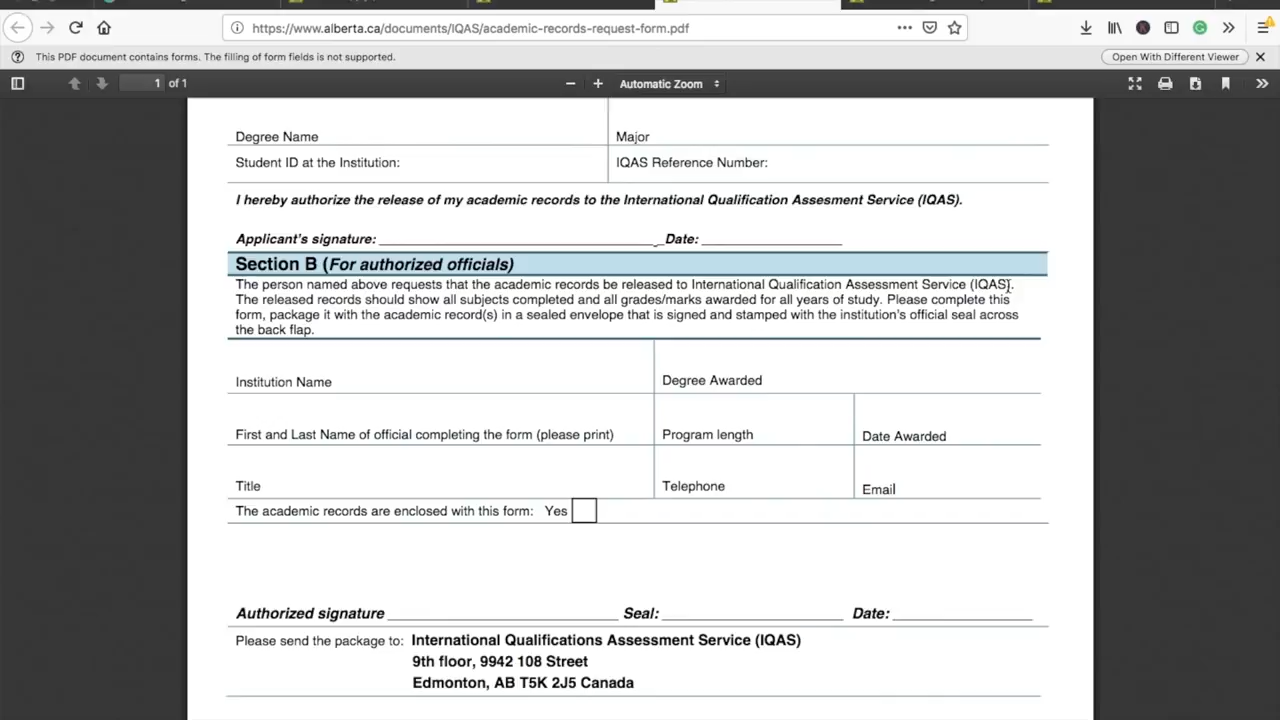 https://www.alberta.ca/documents/IQAS/academic-records-request-form.pdf
This PDF document contains forms. The filling of form fields is not supported.
Open With Different Viewer
1 of 1
Automatic Zoom
Degree Name
Major
Student ID at the Institution:
IQAS Reference Number:
I hereby authorize the release of my academic records to the International Qualification Assesment Service (IQAS).
Applicant's signature: ______ Date: ______
Section B (For authorized officials)
The person named above requests that the academic records be released to International Qualification Assessment Service (IQAS).
The released records should show all subjects completed and all grades/marks awarded for all years of study. Please complete this
form, package it with the academic record(s) in a sealed envelope that is signed and stamped with the institution's official seal across
the back flap.
Institution Name
Degree Awarded
First and Last Name of official completing the form (please print)
Program length
Date Awarded
Title
Telephone
Email
The academic records are enclosed with this form: Yes
Authorized signature ______ Seal: ______ Date: ______
Please send the package to: International Qualifications Assessment Service (IQAS)
9th floor, 9942 108 Street
Edmonton, AB T5K 2J5 Canada